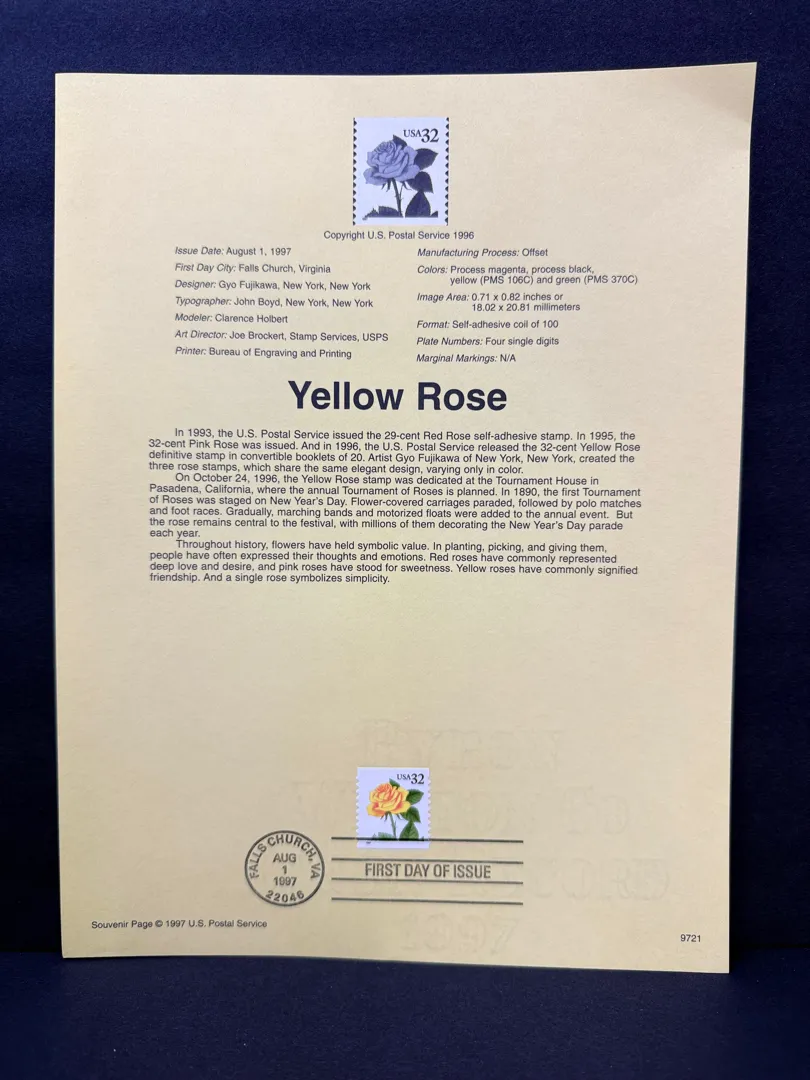 USA32
Copyright U.S. Postal Service 1996
Issue Date: August 1, 1997
First Day City: Falls Church, Virginia
Designer: Gyo Fujikawa, New York, New York
Typographer: John Boyd, New York, New York
Modeler: Clarence Holbert
Art Director: Joe Brockert, Stamp Services, USPS
Printer: Bureau of Engraving and Printing
Manufacturing Process: Offset
Colors: Process magenta, process black,
yellow (PMS 106C) and green (PMS 370C)
Image Area: 0.71 x 0.82 inches or
18.02 x 20.81 millimeters
Format: Self-adhesive coil of 100
Plate Numbers: Four single digits
Marginal Markings: N/A
Yellow Rose
In 1993, the U.S. Postal Service issued the 29-cent Red Rose self-adhesive stamp. In 1995, the
32-cent Pink Rose was issued. And in 1996, the U.S. Postal Service released the 32-cent Yellow Rose
definitive stamp in convertible booklets of 20. Artist Gyo Fujikawa of New York, New York, created the
three rose stamps, which share the same elegant design, varying only in color.
On October 24, 1996, the Yellow Rose stamp was dedicated at the Tournament House in
Pasadena, California, where the annual Tournament of Roses is planned. In 1890, the first Tournament
of Roses was staged on New Year's Day. Flower-covered carriages paraded, followed by polo matches
and foot races. Gradually, marching bands and motorized floats were added to the annual event. But
the rose remains central to the festival, with millions of them decorating the New Year's Day parade
each year.
Throughout history, flowers have held symbolic value. In planting, picking, and giving them,
people have often expressed their thoughts and emotions. Red roses have commonly represented
deep love and desire, and pink roses have stood for sweetness. Yellow roses have commonly signified
friendship. And a single rose symbolizes simplicity.
USA32
FALLS CHURCH, VA
AUG
1
1997
22046
FIRST DAY OF ISSUE
Souvenir Page © 1997 U.S. Postal Service
9721